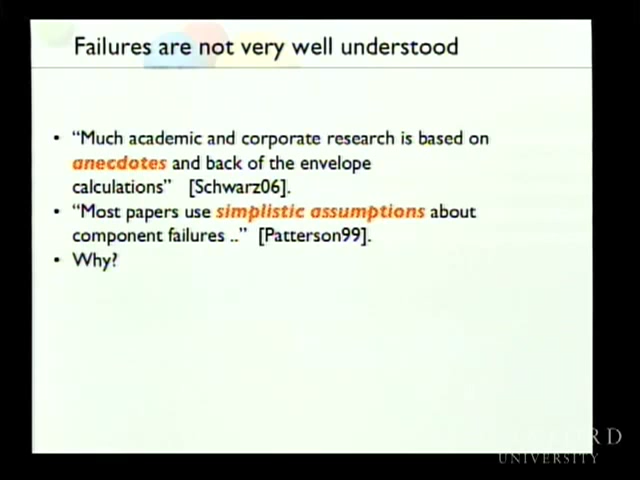 Failures are not very well understood
• “Much academic and corporate research is based on
anecdotes and back of the envelope
calculations” [Schwarz06].
• “Most papers use simplistic assumptions about
component failures ..” [Patterson99].
• Why?
UNIVERSITY